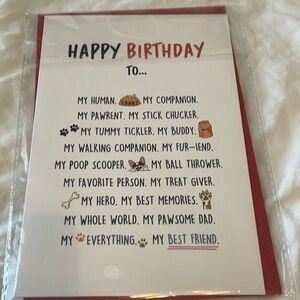 HAPPY BIRTHDAY
TO...
MY HUMAN. MY COMPANION.
MY PAWRENT. MY STICK CHUCKER.
MY TUMMY TICKLER. MY BUDDY.
MY WALKING COMPANION. MY FUR-IEND.
MY POOP SCOOPER. MY BALL THROWER.
MY FAVORITE PERSON. MY TREAT GIVER.
MY HERO. MY BEST MEMORIES.
MY WHOLE WORLD. MY PAWSOME DAD.
MY EVERYTHING. MY BEST FRIEND.